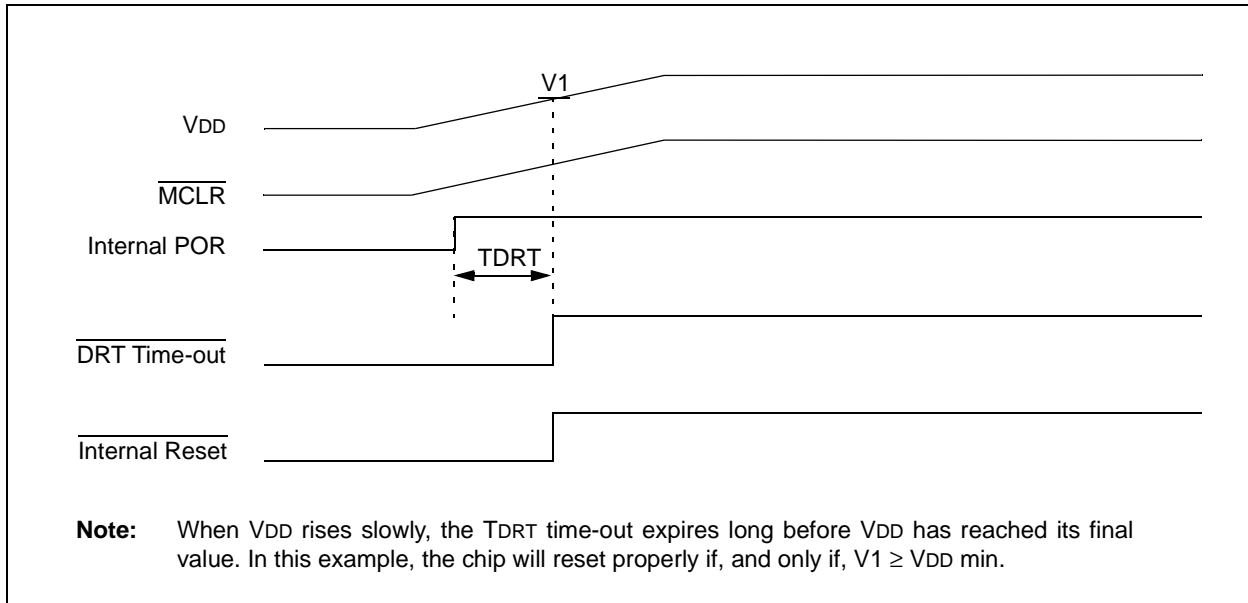 V1
VDD
MCLR
Internal POR
TDRT
DRT Time-out
Internal Reset
Note: When VDD rises slowly, the TDRT time-out expires long before VDD has reached its final
value. In this example, the chip will reset properly if, and only if, V1 ≥ VDD min.